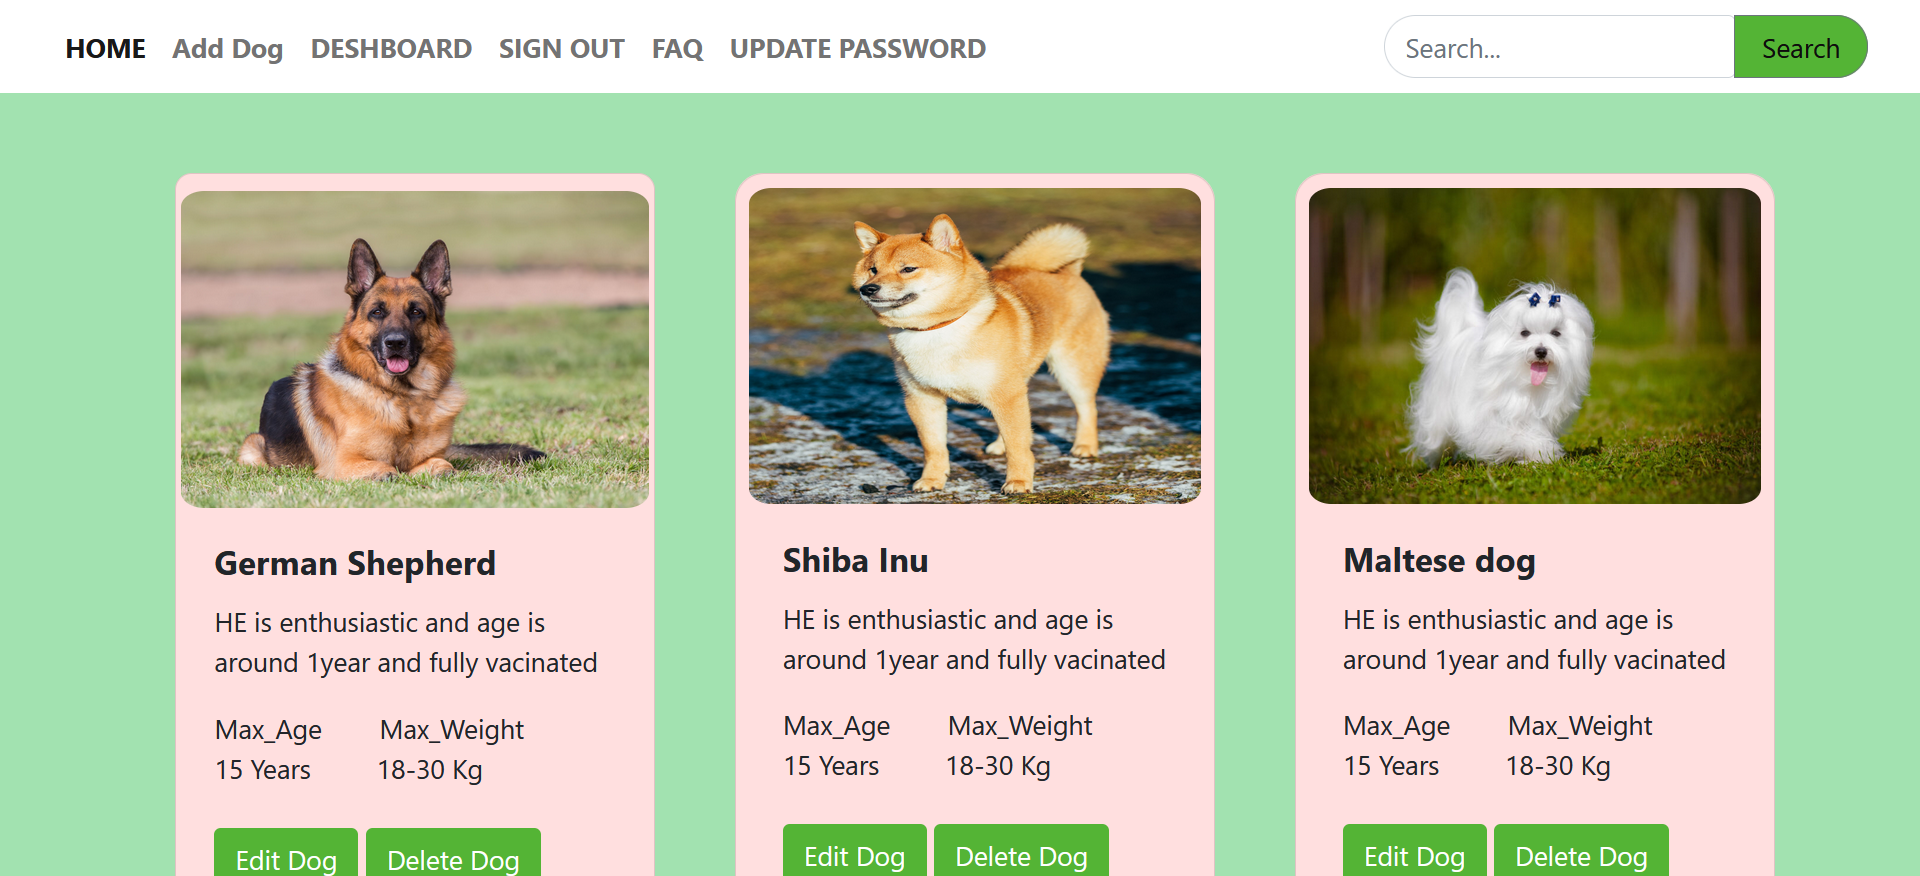 HOME Add Dog DESHBOARD SIGN OUT FAQ UPDATE PASSWORD Search... Search
German Shepherd
HE is enthusiastic and age is
around 1year and fully vacinated
Max_Age Max_Weight
15 Years 18-30 Kg
Edit Dog Delete Dog
Shiba Inu
HE is enthusiastic and age is
around 1year and fully vacinated
Max_Age Max_Weight
15 Years 18-30 Kg
Edit Dog Delete Dog
Maltese dog
HE is enthusiastic and age is
around 1year and fully vacinated
Max_Age Max_Weight
15 Years 18-30 Kg
Edit Dog Delete Dog